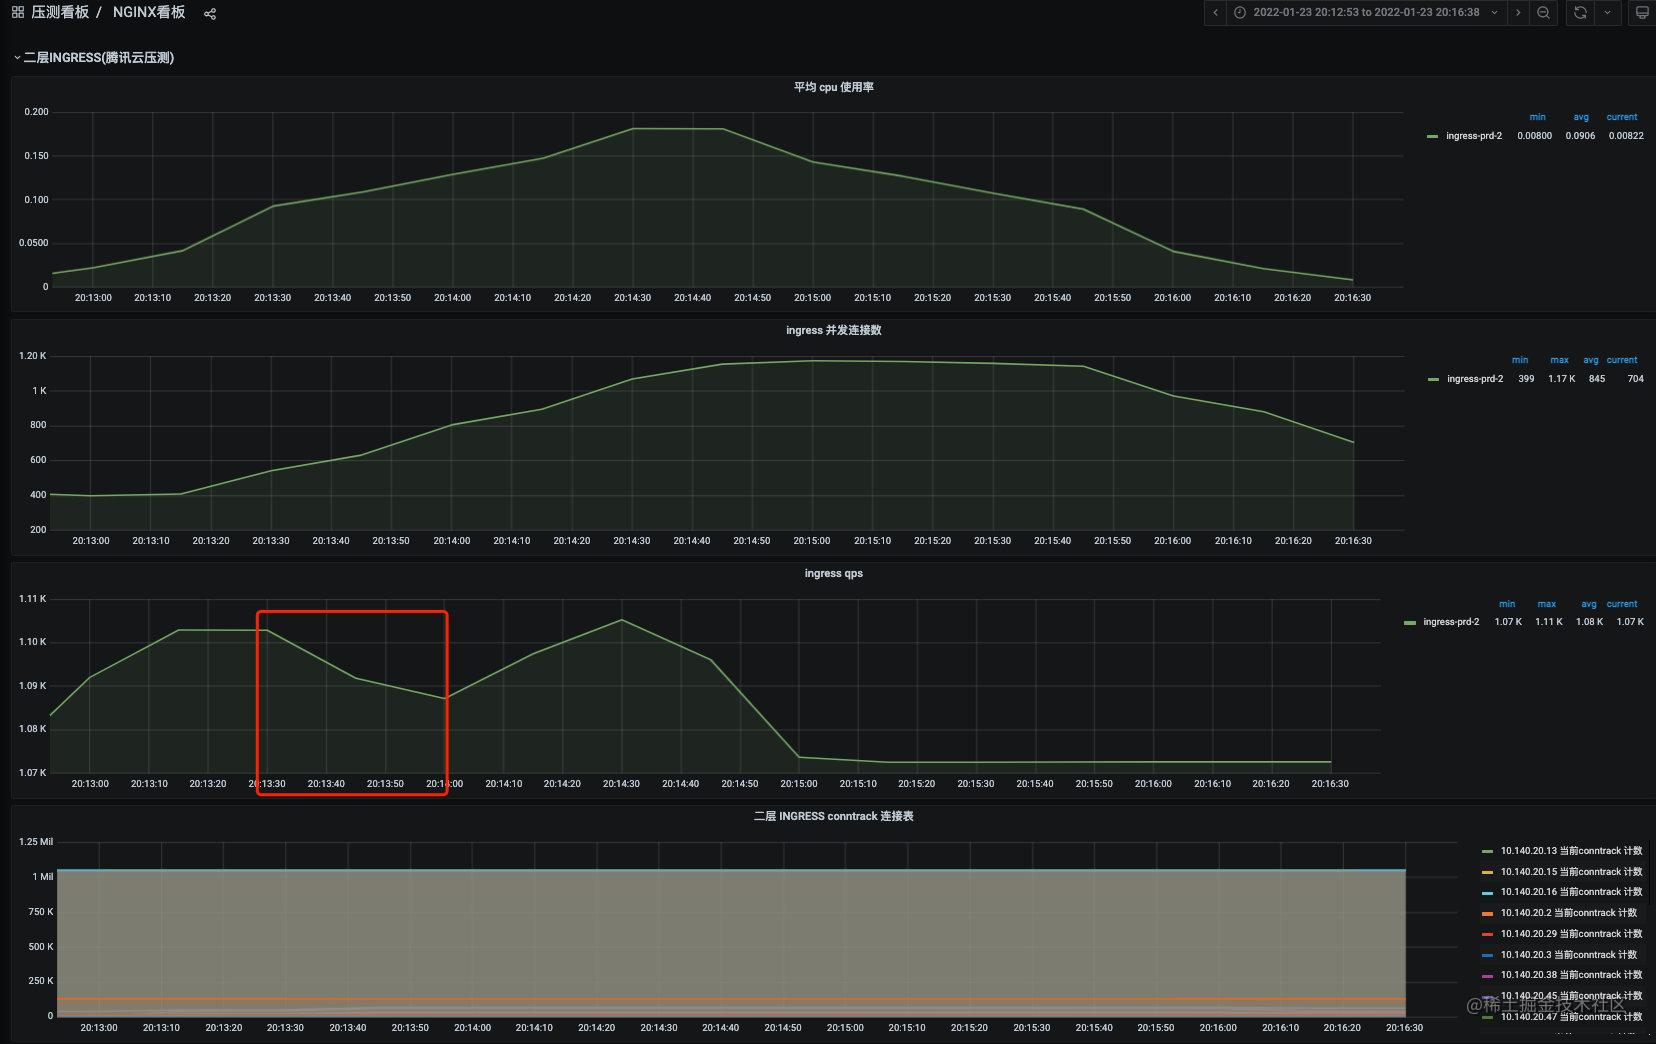 压测看板 / NGINX看板
2022-01-23 20:12:53 to 2022-01-23 20:16:38
二层INGRESS(腾讯云压测)
平均 cpu 使用率
0.200
0.150
0.100
0.0500
0
20:13:00 20:13:10 20:13:20 20:13:30 20:13:40 20:13:50 20:14:00 20:14:10 20:14:20 20:14:30 20:14:40 20:14:50 20:15:00 20:15:10 20:15:20 20:15:30 20:15:40 20:15:50 20:16:00 20:16:10 20:16:20 20:16:30
min avg current
ingress-prd-2 0.00800 0.0906 0.00822
ingress 并发连接数
1.20 K
1 K
800
600
400
200
20:13:00 20:13:10 20:13:20 20:13:30 20:13:40 20:13:50 20:14:00 20:14:10 20:14:20 20:14:30 20:14:40 20:14:50 20:15:00 20:15:10 20:15:20 20:15:30 20:15:40 20:15:50 20:16:00 20:16:10 20:16:20 20:16:30
min max avg current
ingress-prd-2 399 1.17 K 845 704
ingress qps
1.11 K
1.10 K
1.09 K
1.08 K
1.07 K
20:13:00 20:13:10 20:13:20 20:13:30 20:13:40 20:13:50 20:14:00 20:14:10 20:14:20 20:14:30 20:14:40 20:14:50 20:15:00 20:15:10 20:15:20 20:15:30 20:15:40 20:15:50 20:16:00 20:16:10 20:16:20 20:16:30
min max avg current
ingress-prd-2 1.07 K 1.11 K 1.08 K 1.07 K
二层 INGRESS conntrack 连接表
1.25 Mil
1 Mil
750 K
500 K
250 K
0
20:13:00 20:13:10 20:13:20 20:13:30 20:13:40 20:13:50 20:14:00 20:14:10 20:14:20 20:14:30 20:14:40 20:14:50 20:15:00 20:15:10 20:15:20 20:15:30 20:15:40 20:15:50 20:16:00 20:16:10 20:16:20 20:16:30
10.140.20.13 当前conntrack 计数
10.140.20.15 当前conntrack 计数
10.140.20.16 当前conntrack 计数
10.140.20.2 当前conntrack 计数
10.140.20.29 当前conntrack 计数
10.140.20.3 当前conntrack 计数
10.140.20.38 当前conntrack 计数
10.140.20.45 当前conntrack 计数
@稀土掘金技术社区
10.140.20.47 当前conntrack 计数